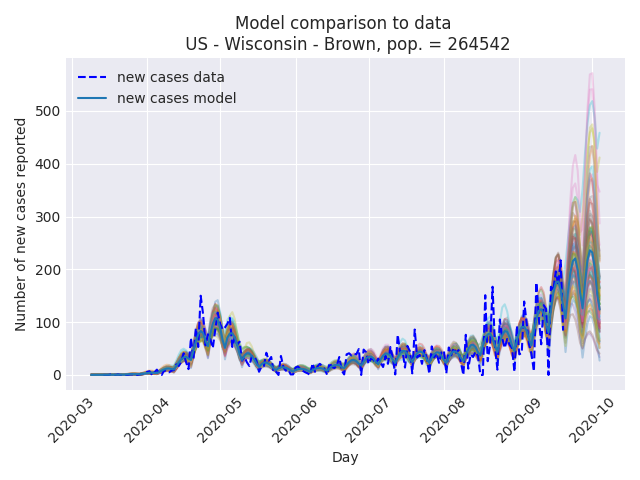 Model comparison to data
US - Wisconsin - Brown, pop. = 264542
new cases data
new cases model
Number of new cases reported
500
400
300
200
100
0
2020-03
2020-04
2020-05
2020-06
2020-07
2020-08
2020-09
2020-10
Day